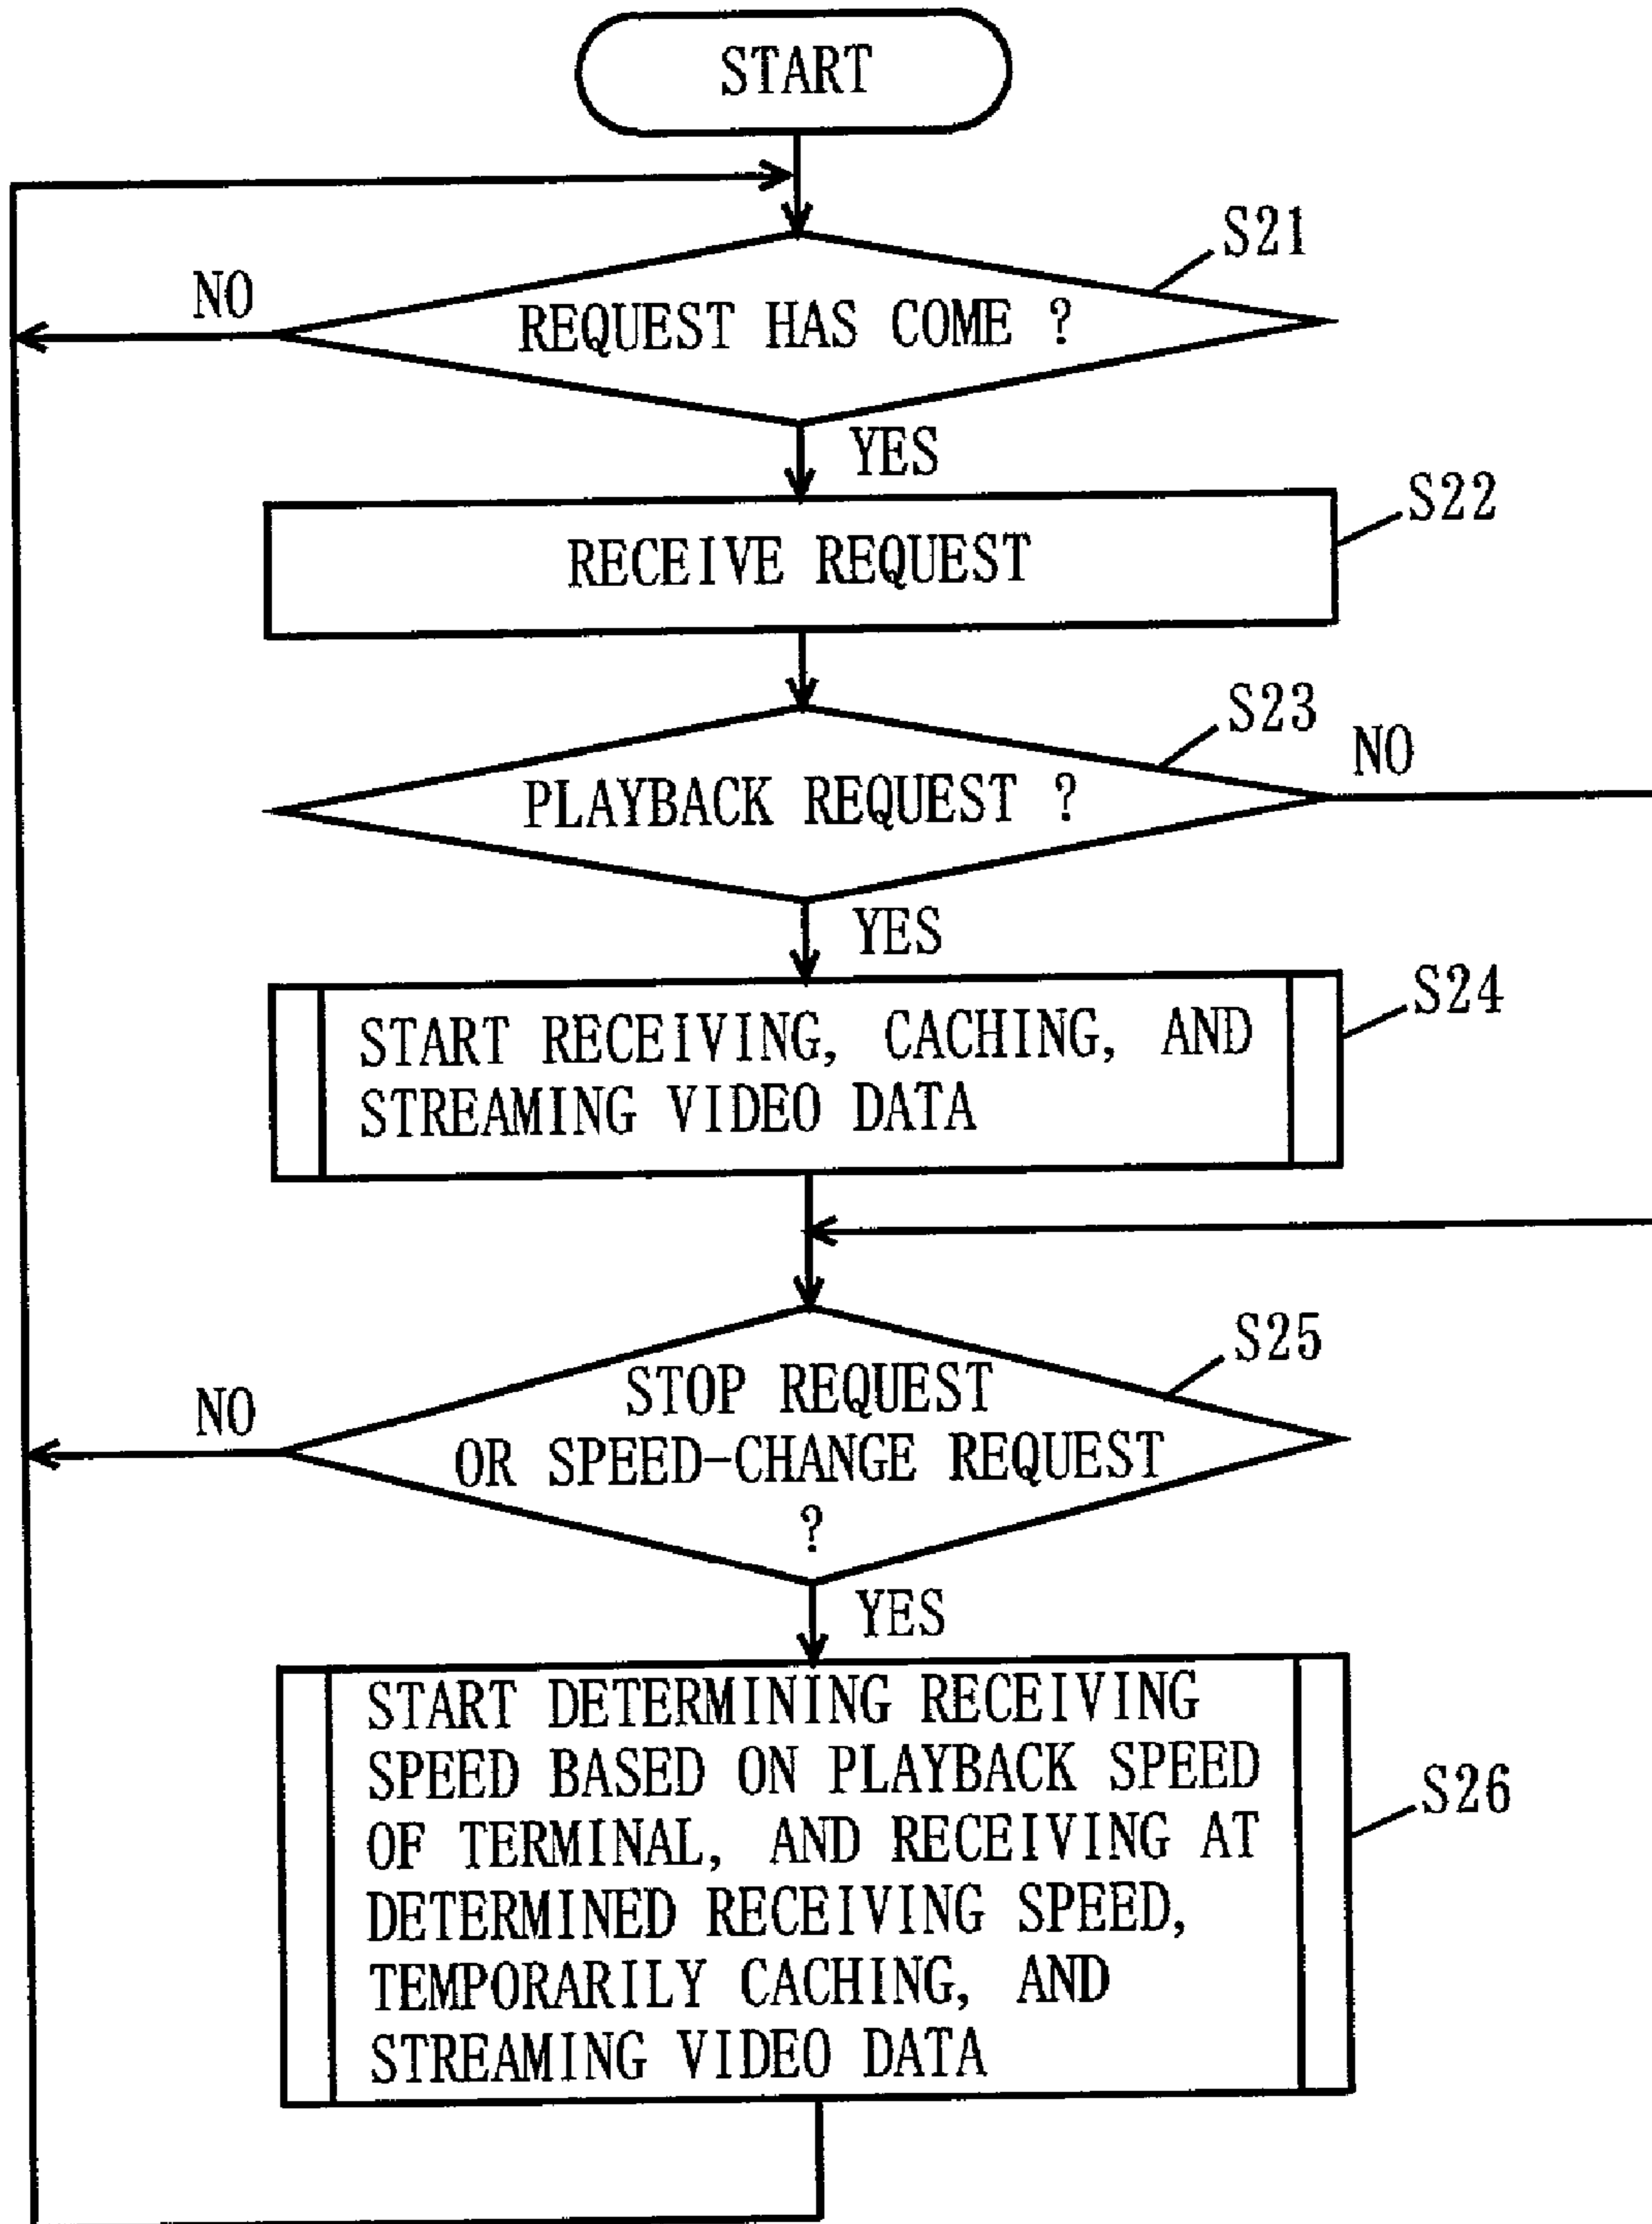 START
S21
NO
REQUEST HAS COME ?
YES
S22
RECEIVE REQUEST
S23
NO
PLAYBACK REQUEST ?
YES
S24
START RECEIVING, CACHING, AND
STREAMING VIDEO DATA
S25
STOP REQUEST
NO
OR SPEED-CHANGE REQUEST
?
YES
START DETERMINING RECEIVING
SPEED BASED ON PLAYBACK SPEED
S26
OF TERMINAL, AND RECEIVING AT
DETERMINED RECEIVING SPEED,
TEMPORARILY CACHING, AND
STREAMING VIDEO DATA